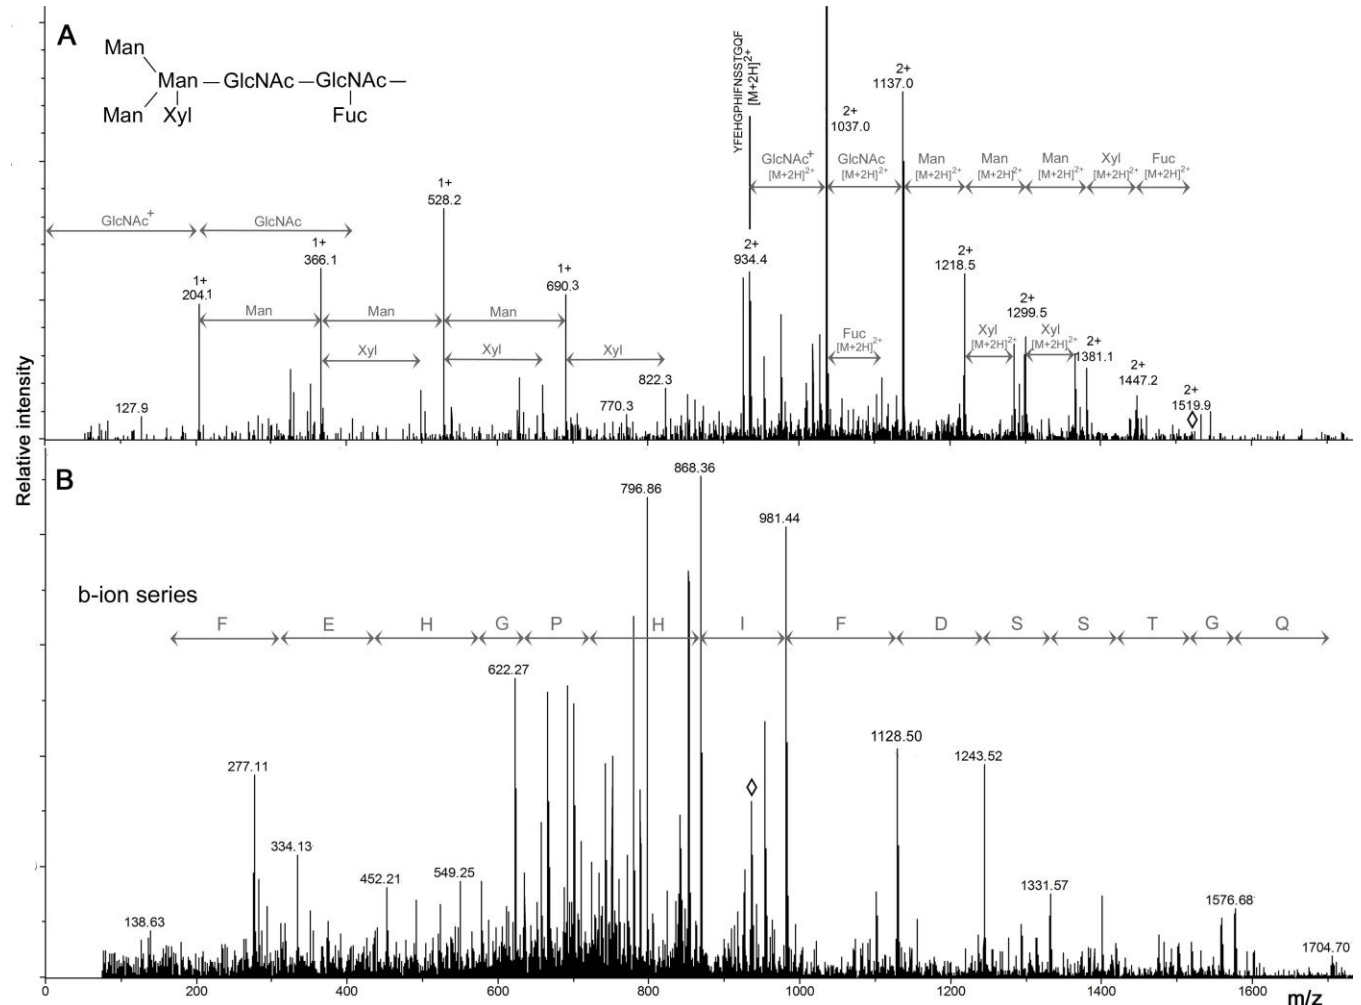 A
Man
Man — GlcNAc — GlcNAc —
Man Xyl
Fuc
YFEHGPHIFNSSTGQF
[M+2H]2+
2+
1137.0
2+
1037.0
GlcNAc+
[M+2H]2+
GlcNAc
[M+2H]2+
Man
[M+2H]2+
Man
[M+2H]2+
Man
[M+2H]2+
Xyl
[M+2H]2+
Fuc
[M+2H]2+
GlcNAc+
GlcNAc
1+
528.2
1+
366.1
1+
204.1
1+
690.3
2+
934.4
2+
1218.5
2+
1299.5
Man
Man
Man
Xyl
Xyl
Xyl
Fuc
[M+2H]2+
Xyl
[M+2H]2+
Xyl
[M+2H]2+
2+
1381.1
2+
1447.2
2+
1519.9
127.9
770.3
822.3
Relative intensity
B
b-ion series
868.36
796.86
981.44
F E H G P H I F D S S T G Q
622.27
277.11
334.13
452.21
549.25
138.63
1128.50
1243.52
1331.57
1576.68
1704.70
0 200 400 600 800 1000 1200 1400 1600 m/z